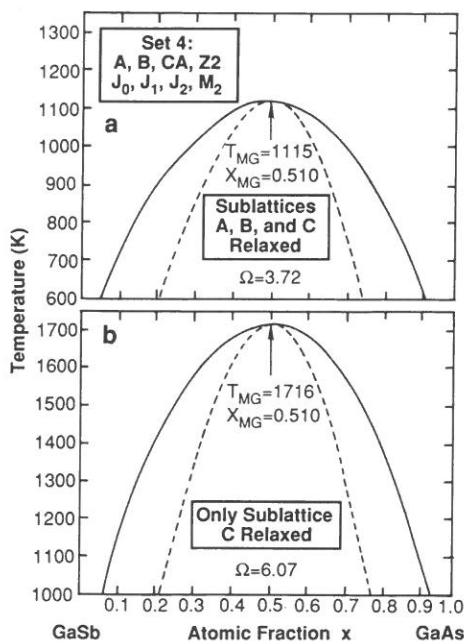 1300
1200
1100
1000
900
800
700
600
Set 4:
A, B, CA, Z2
J0, J1, J2, M2
a
TMG=1115
XMG=0.510
Sublattices
A, B, and C
Relaxed
Ω=3.72
Temperature (K)
1700
1600
1500
1400
1300
1200
1100
1000
b
TMG=1716
XMG=0.510
Only Sublattice
C Relaxed
Ω=6.07
0.1 0.2 0.3 0.4 0.5 0.6 0.7 0.8 0.9 1.0
GaSb Atomic Fraction x GaAs